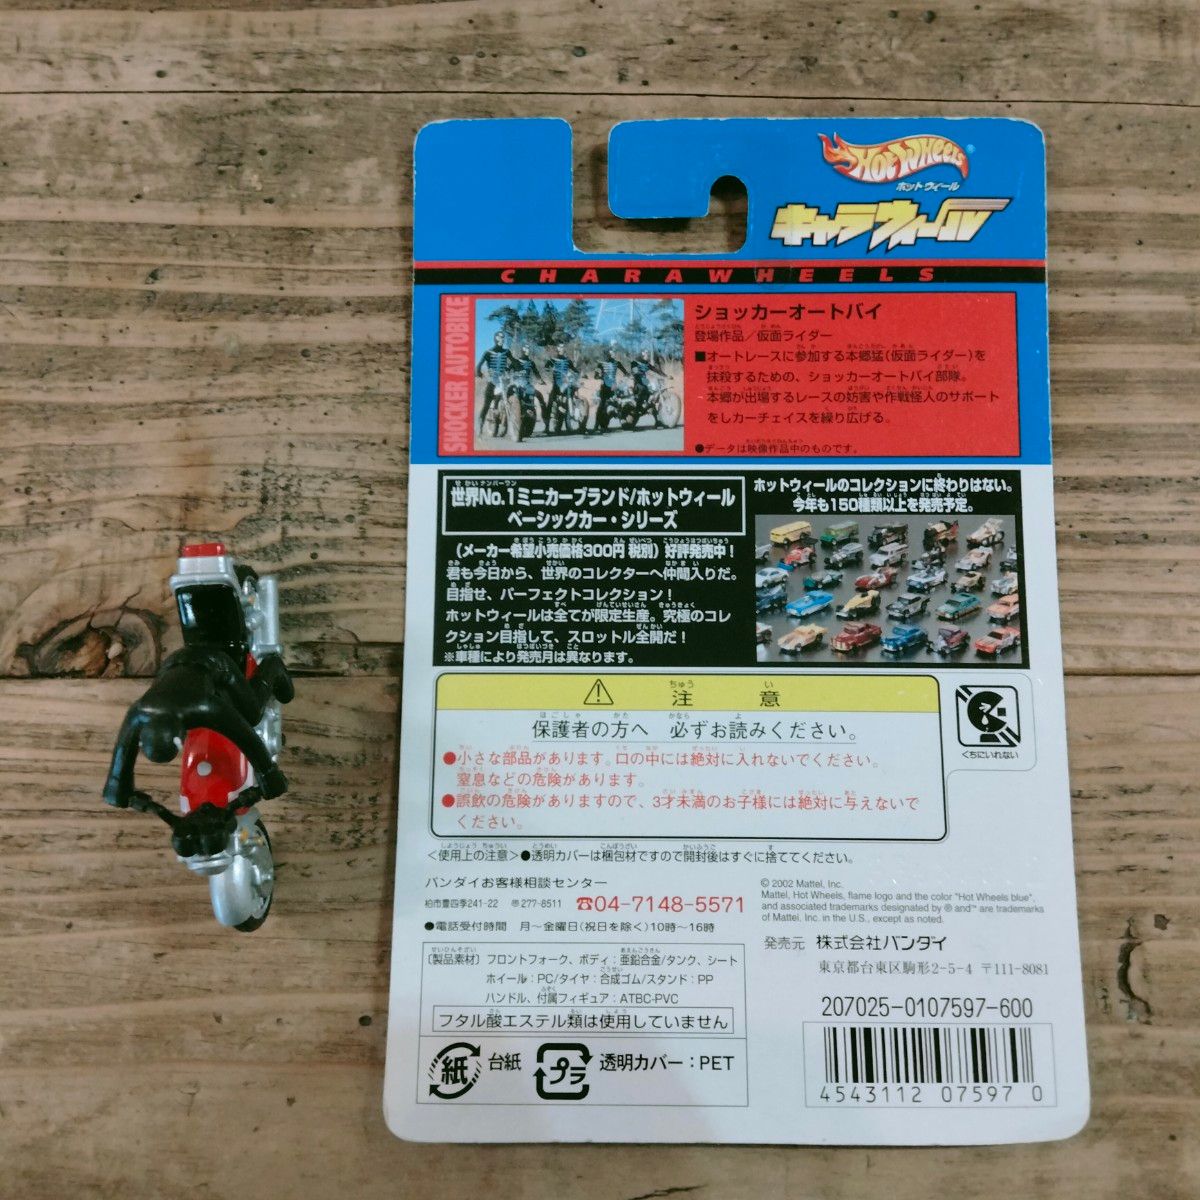 Hot Wheels®
ホットウィール
キャラウィール
CHARAWHEELS
SHOCKER AUTOBIKE
ショッカーオートバイ
登場作品／仮面ライダー
■オートレースに参加する本郷猛(仮面ライダー)を
抹殺するための、ショッカーオートバイ部隊。
本郷が出場するレースの妨害や作戦怪人のサポート
をしカーチェイスを繰り広げる。
●データは映像作品中のものです。
世界No.1ミニカーブランド/ホットウィール
ベーシックカー・シリーズ
(メーカー希望小売価格300円 税別) 好評発売中！
君も今日から、世界のコレクターへ仲間入りだ。
目指せ、パーフェクトコレクション！
ホットウィールは全てが限定生産。究極のコレ
クション目指して、スロットル全開だ！
※車種により発売月は異なります。
ホットウィールのコレクションに終わりはない。
今年も150種類以上を発売予定。
⚠ 注意
保護者の方へ 必ずお読みください。
●小さな部品があります。口の中には絶対に入れないでください。
窒息などの危険があります。
●誤飲の危険がありますので、3才未満のお子様には絶対に与えないで
ください。
くちにいれない
＜使用上の注意＞●透明カバーは梱包材ですので開封後はすぐに捨ててください。
バンダイお客様相談センター
柏市豊四季241-22 〒277-8511 ☎04-7148-5571
●電話受付時間 月～金曜日(祝日を除く)10時～16時
〔製品素材〕フロントフォーク、ボディ：亜鉛合金/タンク、シート
ホイール：PC/タイヤ：合成ゴム/スタンド：PP
ハンドル、付属フィギュア：ATBC-PVC
フタル酸エステル類は使用していません
紙 台紙 プラ 透明カバー：PET
© 2002 Mattel, Inc.
Mattel, Hot Wheels, flame logo and the color "Hot Wheels blue",
and associated trademarks designated by ® and™ are trademarks
of Mattel, Inc. in the U.S., except as noted.
発売元 株式会社バンダイ
東京都台東区駒形2-5-4 〒111-8081
207025-0107597-600
4543112 07597 0